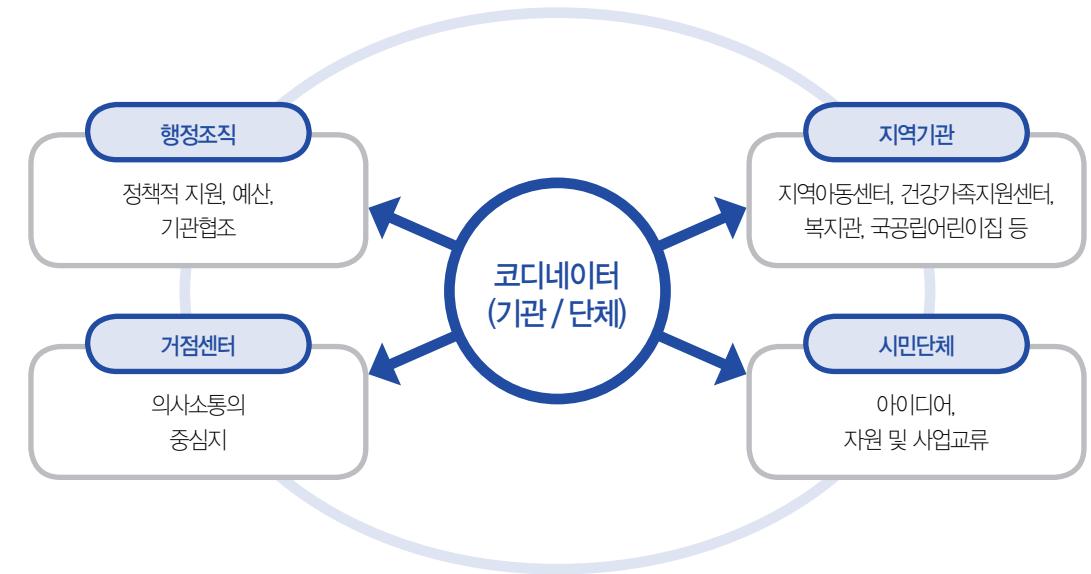 행정조직
정책적 지원, 예산,
기관협조
지역기관
지역아동센터, 건강가족지원센터,
복지관, 국공립어린이집 등
코디네이터
(기관 / 단체)
거점센터
의사소통의
중심지
시민단체
아이디어,
자원 및 사업교류